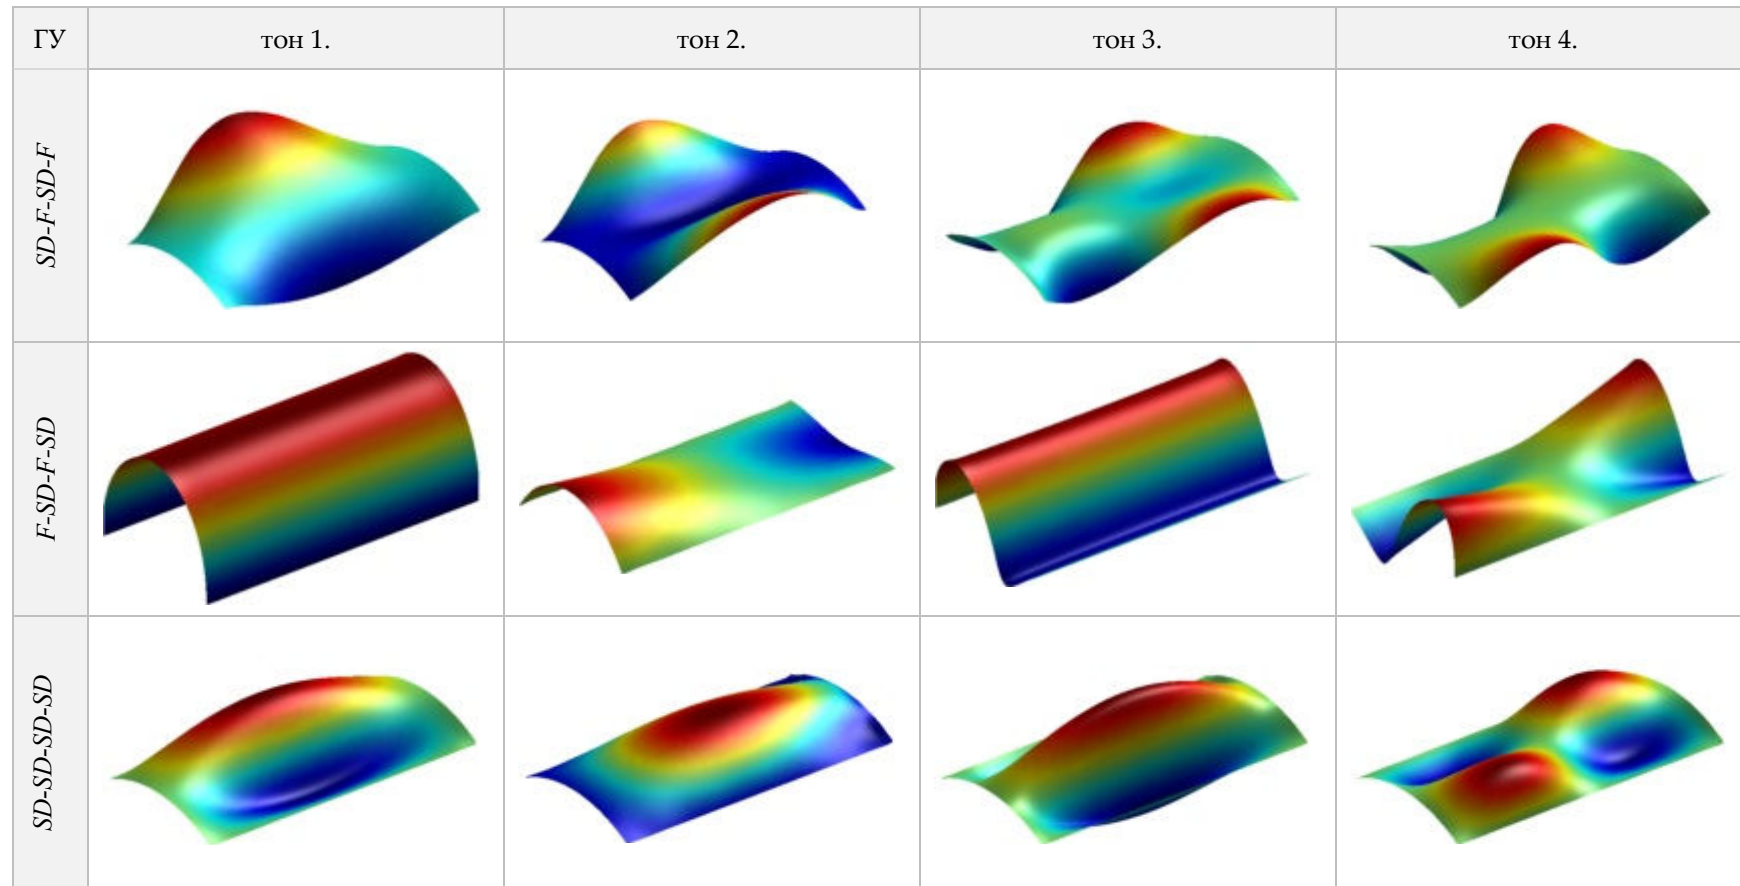 ГУ тон 1. тон 2. тон 3. тон 4.
SD-F-SD-F
F-SD-F-SD
SD-SD-SD-SD